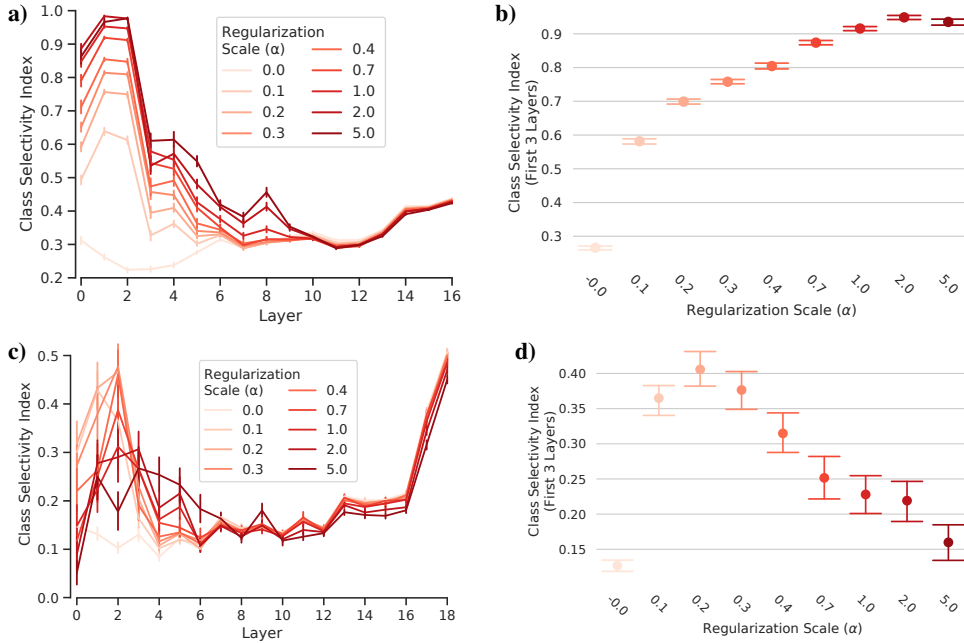 a)
Class Selectivity Index
1.0
0.9
0.8
0.7
0.6
0.5
0.4
0.3
0.2
0 2 4 6 8 10 12 14 16
Layer
Regularization
Scale (α)
0.0
0.1
0.2
0.3
0.4
0.7
1.0
2.0
5.0
b)
Class Selectivity Index
(First 3 Layers)
0.9
0.8
0.7
0.6
0.5
0.4
0.3
-0.0 0.1 0.2 0.3 0.4 0.7 1.0 2.0 5.0
Regularization Scale (α)
c)
Class Selectivity Index
0.5
0.4
0.3
0.2
0.1
0.0
0 2 4 6 8 10 12 14 16 18
Layer
Regularization
Scale (α)
0.0
0.1
0.2
0.3
0.4
0.7
1.0
2.0
5.0
d)
Class Selectivity Index
(First 3 Layers)
0.40
0.35
0.30
0.25
0.20
0.15
-0.0 0.1 0.2 0.3 0.4 0.7 1.0 2.0 5.0
Regularization Scale (α)